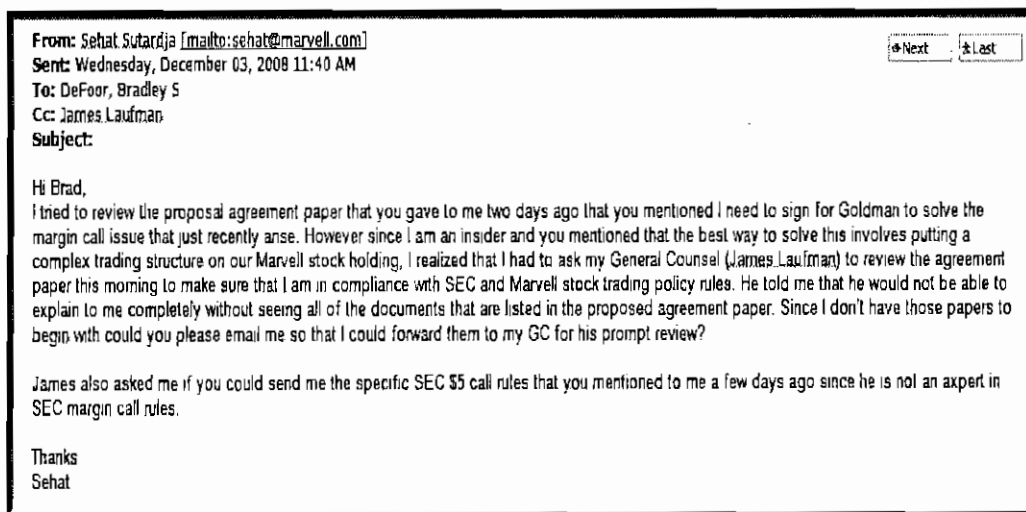 From: Sehat Sutardja [mailto:sehat@marvell.com]
Next Last
Sent: Wednesday, December 03, 2008 11:40 AM
To: DeFoor, Bradley S
Cc: James Laufman
Subject:
Hi Brad,
I tried to review the proposal agreement paper that you gave to me two days ago that you mentioned I need to sign for Goldman to solve the
margin call issue that just recently arise. However since I am an insider and you mentioned that the best way to solve this involves putting a
complex trading structure on our Marvell stock holding, I realized that I had to ask my General Counsel (James Laufman) to review the agreement
paper this morning to make sure that I am in compliance with SEC and Marvell stock trading policy rules. He told me that he would not be able to
explain to me completely without seeing all of the documents that are listed in the proposed agreement paper. Since I don't have those papers to
begin with could you please email me so that I could forward them to my GC for his prompt review?
James also asked me if you could send me the specific SEC $5 call rules that you mentioned to me a few days ago since he is not an axpert in
SEC margin call rules.
Thanks
Sehat